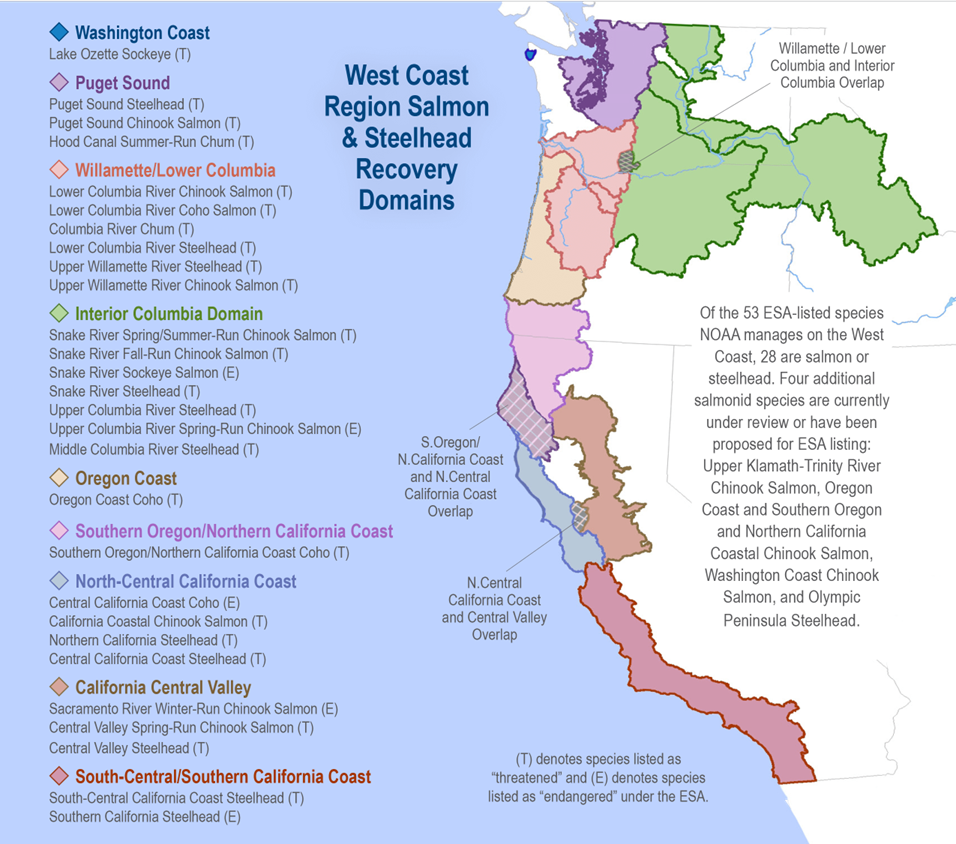 Washington Coast
Lake Ozette Sockeye (T)
Puget Sound
Puget Sound Steelhead (T)
Puget Sound Chinook Salmon (T)
Hood Canal Summer-Run Chum (T)
Willamette/Lower Columbia
Lower Columbia River Chinook Salmon (T)
Lower Columbia River Coho Salmon (T)
Columbia River Chum (T)
Lower Columbia River Steelhead (T)
Upper Willamette River Steelhead (T)
Upper Willamette River Chinook Salmon (T)
Interior Columbia Domain
Snake River Spring/Summer-Run Chinook Salmon (T)
Snake River Fall-Run Chinook Salmon (T)
Snake River Sockeye Salmon (E)
Snake River Steelhead (T)
Upper Columbia River Steelhead (T)
Upper Columbia River Spring-Run Chinook Salmon (E)
Middle Columbia River Steelhead (T)
Oregon Coast
Oregon Coast Coho (T)
Southern Oregon/Northern California Coast
Southern Oregon/Northern California Coast Coho (T)
North-Central California Coast
Central California Coast Coho (E)
California Coastal Chinook Salmon (T)
Northern California Steelhead (T)
Central California Coast Steelhead (T)
California Central Valley
Sacramento River Winter-Run Chinook Salmon (E)
Central Valley Spring-Run Chinook Salmon (T)
Central Valley Steelhead (T)
South-Central/Southern California Coast
South-Central California Coast Steelhead (T)
Southern California Steelhead (E)
West Coast
Region Salmon
& Steelhead
Recovery
Domains
Willamette / Lower
Columbia and Interior
Columbia Overlap
Of the 53 ESA-listed species
NOAA manages on the West
Coast, 28 are salmon or
steelhead. Four additional
salmonid species are currently
under review or have been
proposed for ESA listing:
Upper Klamath-Trinity River
Chinook Salmon, Oregon
Coast and Southern Oregon
and Northern California
Coastal Chinook Salmon,
Washington Coast Chinook
Salmon, and Olympic
Peninsula Steelhead.
S.Oregon/
N.California Coast
and N.Central
California Coast
Overlap
N.Central
California Coast
and Central Valley
Overlap
(T) denotes species listed as
“threatened” and (E) denotes species
listed as “endangered” under the ESA.